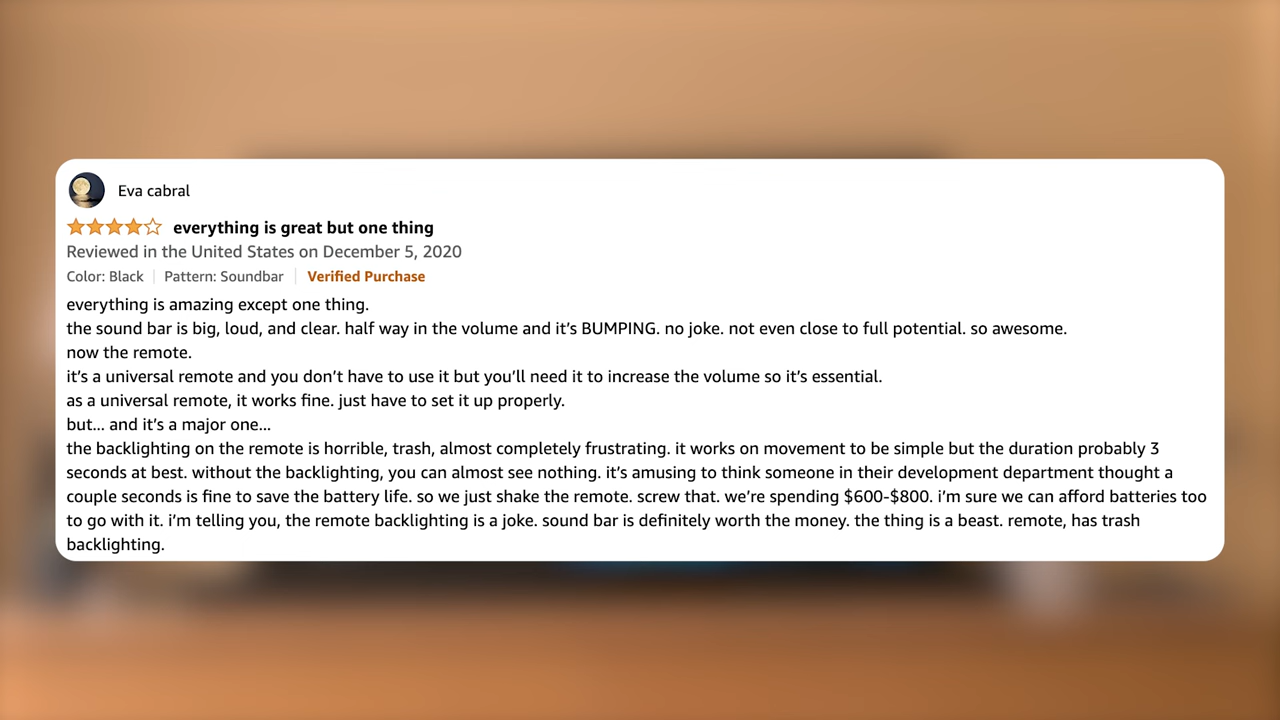 Eva cabral
everything is great but one thing
Reviewed in the United States on December 5, 2020
Color: Black | Pattern: Soundbar | Verified Purchase
everything is amazing except one thing.
the sound bar is big, loud, and clear. half way in the volume and it’s BUMPING. no joke. not even close to full potential. so awesome.
now the remote.
it’s a universal remote and you don’t have to use it but you’ll need it to increase the volume so it’s essential.
as a universal remote, it works fine. just have to set it up properly.
but... and it’s a major one...
the backlighting on the remote is horrible, trash, almost completely frustrating. it works on movement to be simple but the duration probably 3
seconds at best. without the backlighting, you can almost see nothing. it’s amusing to think someone in their development department thought a
couple seconds is fine to save the battery life. so we just shake the remote. screw that. we’re spending $600-$800. i’m sure we can afford batteries too
to go with it. i’m telling you, the remote backlighting is a joke. sound bar is definitely worth the money. the thing is a beast. remote, has trash
backlighting.